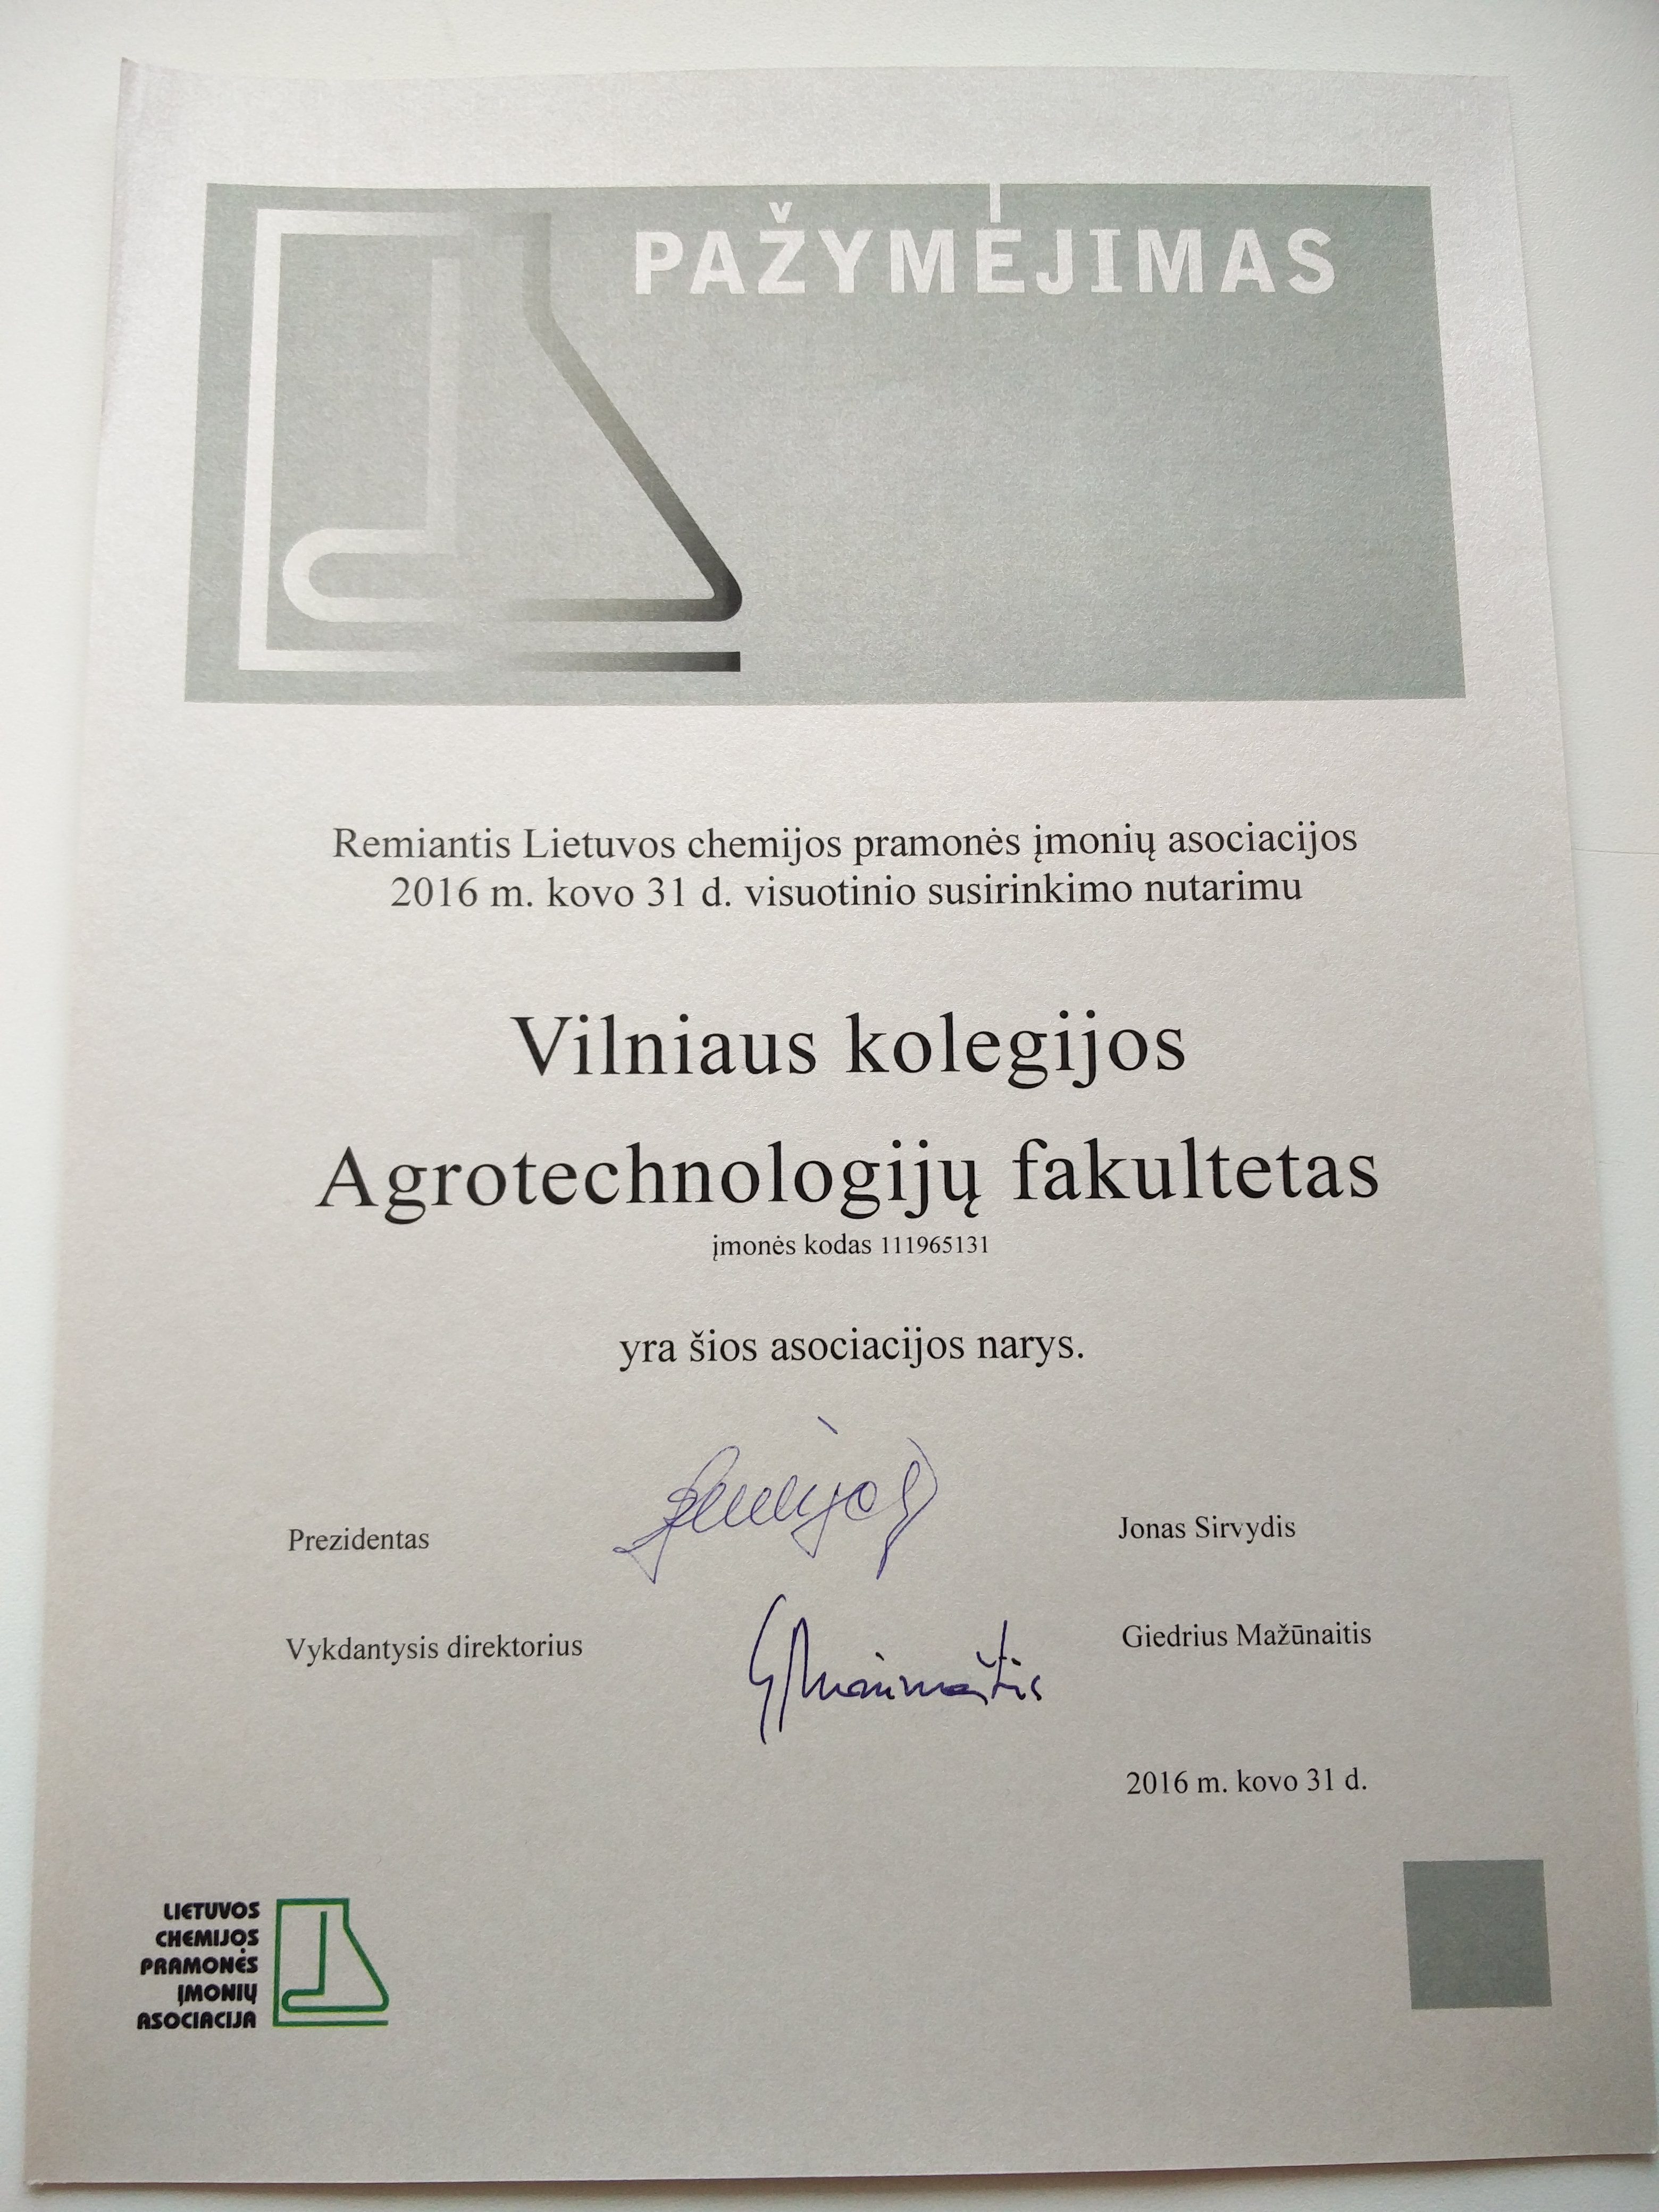 PAŽYMĖJIMAS
Remiantis Lietuvos chemijos pramonės įmonių asociacijos
2016 m. kovo 31 d. visuotinio susirinkimo nutarimu
Vilniaus kolegijos
Agrotechnologijų fakultetas
įmonės kodas 111965131
yra šios asociacijos narys.
Prezidentas Jonas Sirvydis
Vykdantysis direktorius Giedrius Mažūnaitis
2016 m. kovo 31 d.
LIETUVOS
CHEMIJOS
PRAMONĖS
ĮMONIŲ
ASOCIACIJA